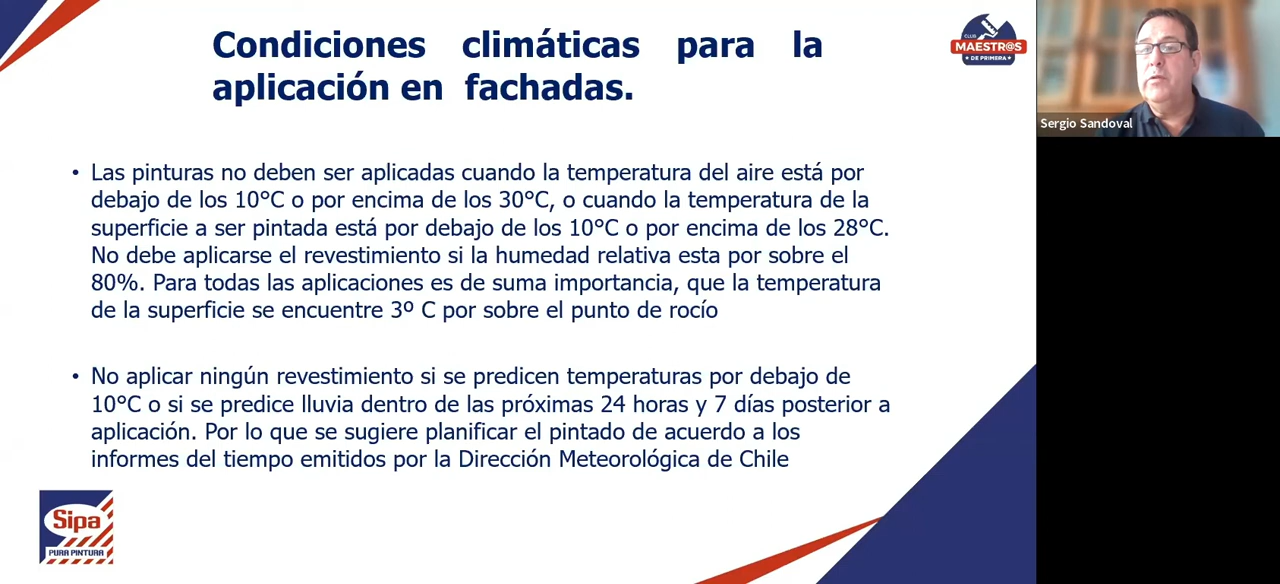 Condiciones climáticas para la
aplicación en fachadas.
CLUB
MAESTR@S
DE PRIMERA
Sergio Sandoval
• Las pinturas no deben ser aplicadas cuando la temperatura del aire está por
debajo de los 10°C o por encima de los 30°C, o cuando la temperatura de la
superficie a ser pintada está por debajo de los 10°C o por encima de los 28°C.
No debe aplicarse el revestimiento si la humedad relativa esta por sobre el
80%. Para todas las aplicaciones es de suma importancia, que la temperatura
de la superficie se encuentre 3º C por sobre el punto de rocío
• No aplicar ningún revestimiento si se predicen temperaturas por debajo de
10°C o si se predice lluvia dentro de las próximas 24 horas y 7 días posterior a
aplicación. Por lo que se sugiere planificar el pintado de acuerdo a los
informes del tiempo emitidos por la Dirección Meteorológica de Chile
Sipa
PURA PINTURA